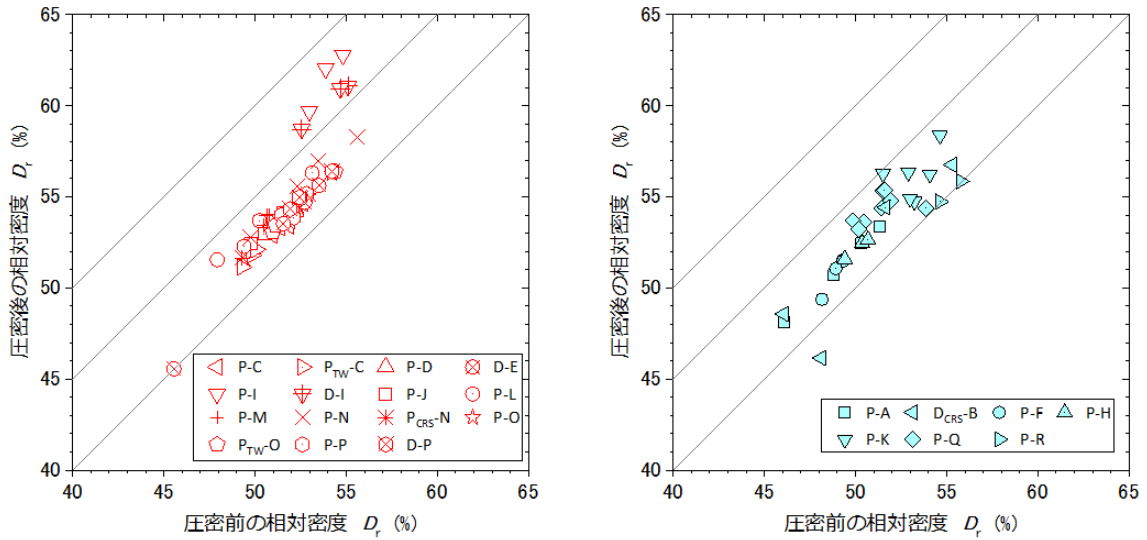 65
60
55
50
45
40
圧密後の相対密度 Dr (%)
P-C PTW-C P-D D-E
P-I D-I P-J P-L
P-M P-N PCRS-N P-O
PTW-O P-P D-P
40 45 50 55 60 65
圧密前の相対密度 Dr (%)
65
60
55
50
45
40
圧密後の相対密度 Dr (%)
P-A DCRS-B P-F P-H
P-K P-Q P-R
40 45 50 55 60 65
圧密前の相対密度 Dr (%)